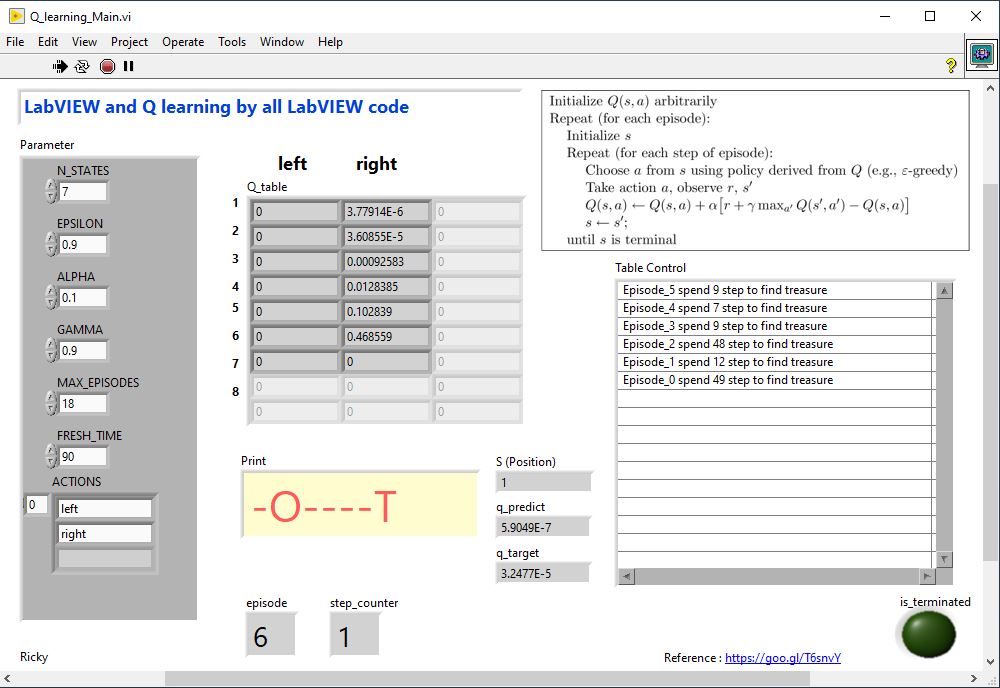 Q_learning_Main.vi
File Edit View Project Operate Tools Window Help
LabVIEW and Q learning by all LabVIEW code
Parameter
N_STATES
7
EPSILON
0.9
ALPHA
0.1
GAMMA
0.9
MAX_EPISODES
18
FRESH_TIME
90
ACTIONS
0
left
right
left right
Q_table
1 0 3.77914E-6 0
2 0 3.60855E-5 0
3 0 0.00092583 0
4 0 0.0128385 0
5 0 0.102839 0
6 0 0.468559 0
7 0 0 0
8 0 0 0
0 0 0
Print
-O----T
S (Position)
1
q_predict
5.9049E-7
q_target
3.2477E-5
episode
6
step_counter
1
Initialize Q(s, a) arbitrarily
Repeat (for each episode):
Initialize s
Repeat (for each step of episode):
Choose a from s using policy derived from Q (e.g., ε-greedy)
Take action a, observe r, s′
Q(s, a) ← Q(s, a) + α[r + γ maxₐ′ Q(s′, a′) − Q(s, a)]
s ← s′;
until s is terminal
Table Control
Episode_5 spend 9 step to find treasure
Episode_4 spend 7 step to find treasure
Episode_3 spend 9 step to find treasure
Episode_2 spend 48 step to find treasure
Episode_1 spend 12 step to find treasure
Episode_0 spend 49 step to find treasure
is_terminated
Ricky
Reference : https://goo.gl/T6snvY